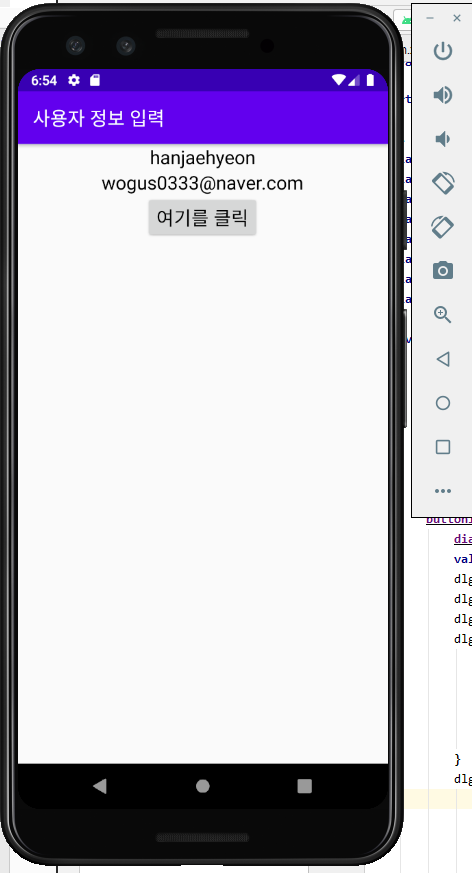 6:54
사용자 정보 입력
hanjaehyeon
wogus0333@naver.com
여기를 클릭
dia
val
dlg
dlg
dlg
dlg
}
dlg